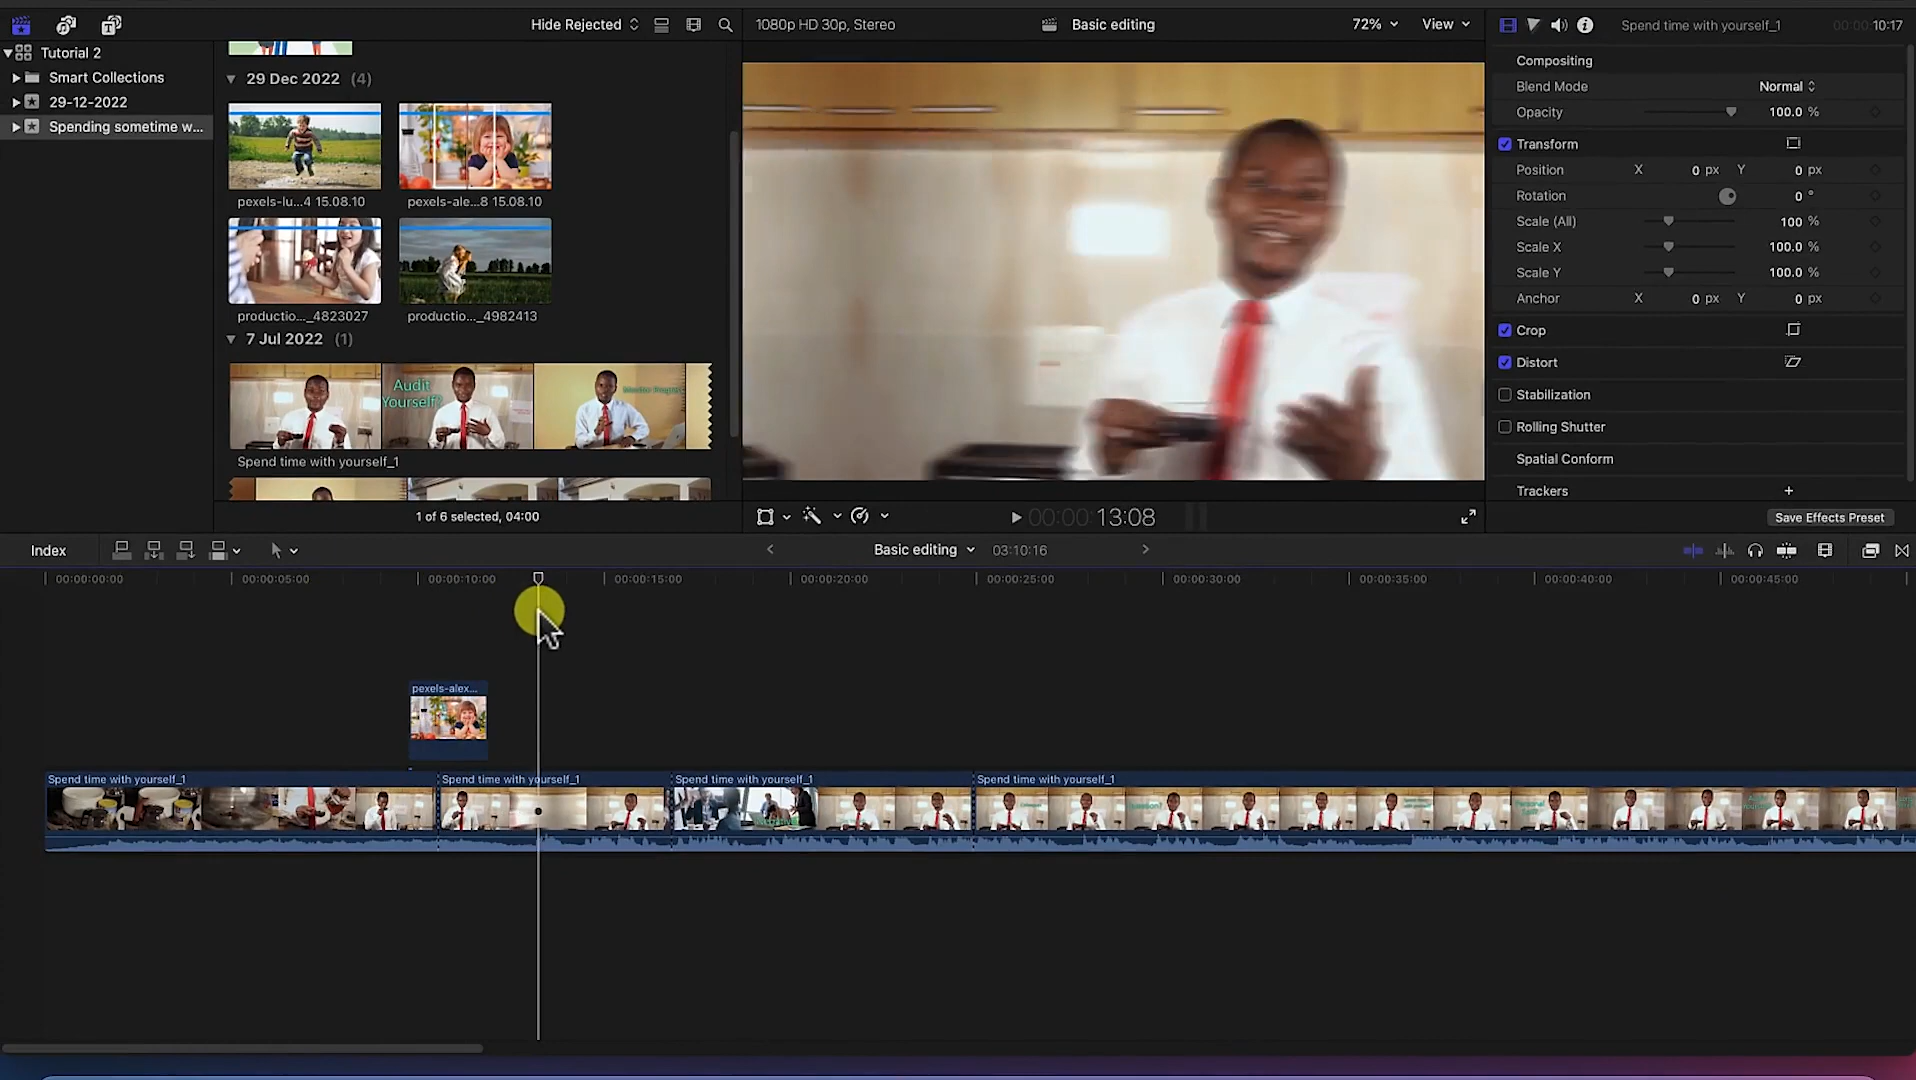 Hide Rejected
1080p HD 30p, Stereo
Basic editing
72%
View
Spend time with yourself_1
00:00:10:17
Tutorial 2
Smart Collections
29-12-2022
Spending sometime w...
29 Dec 2022 (4)
pexels-lu...4 15.08.10
pexels-ale...8 15.08.10
productio..._4823027
productio..._4982413
7 Jul 2022 (1)
Audit
Yourself?
Spend time with yourself_1
1 of 6 selected, 04:00
Compositing
Blend Mode
Normal
Opacity
100.0 %
Transform
Position X 0 px Y 0 px
Rotation 0 °
Scale (All) 100 %
Scale X 100.0 %
Scale Y 100.0 %
Anchor X 0 px Y 0 px
Crop
Distort
Stabilization
Rolling Shutter
Spatial Conform
Trackers +
Save Effects Preset
00:00:13:08
Index
Basic editing
03:10:16
00:00:00:00
00:00:05:00
00:00:10:00
00:00:15:00
00:00:20:00
00:00:25:00
00:00:30:00
00:00:35:00
00:00:40:00
00:00:45:00
pexels-alex...
Spend time with yourself_1
Spend time with yourself_1
Spend time with yourself_1
Spend time with yourself_1